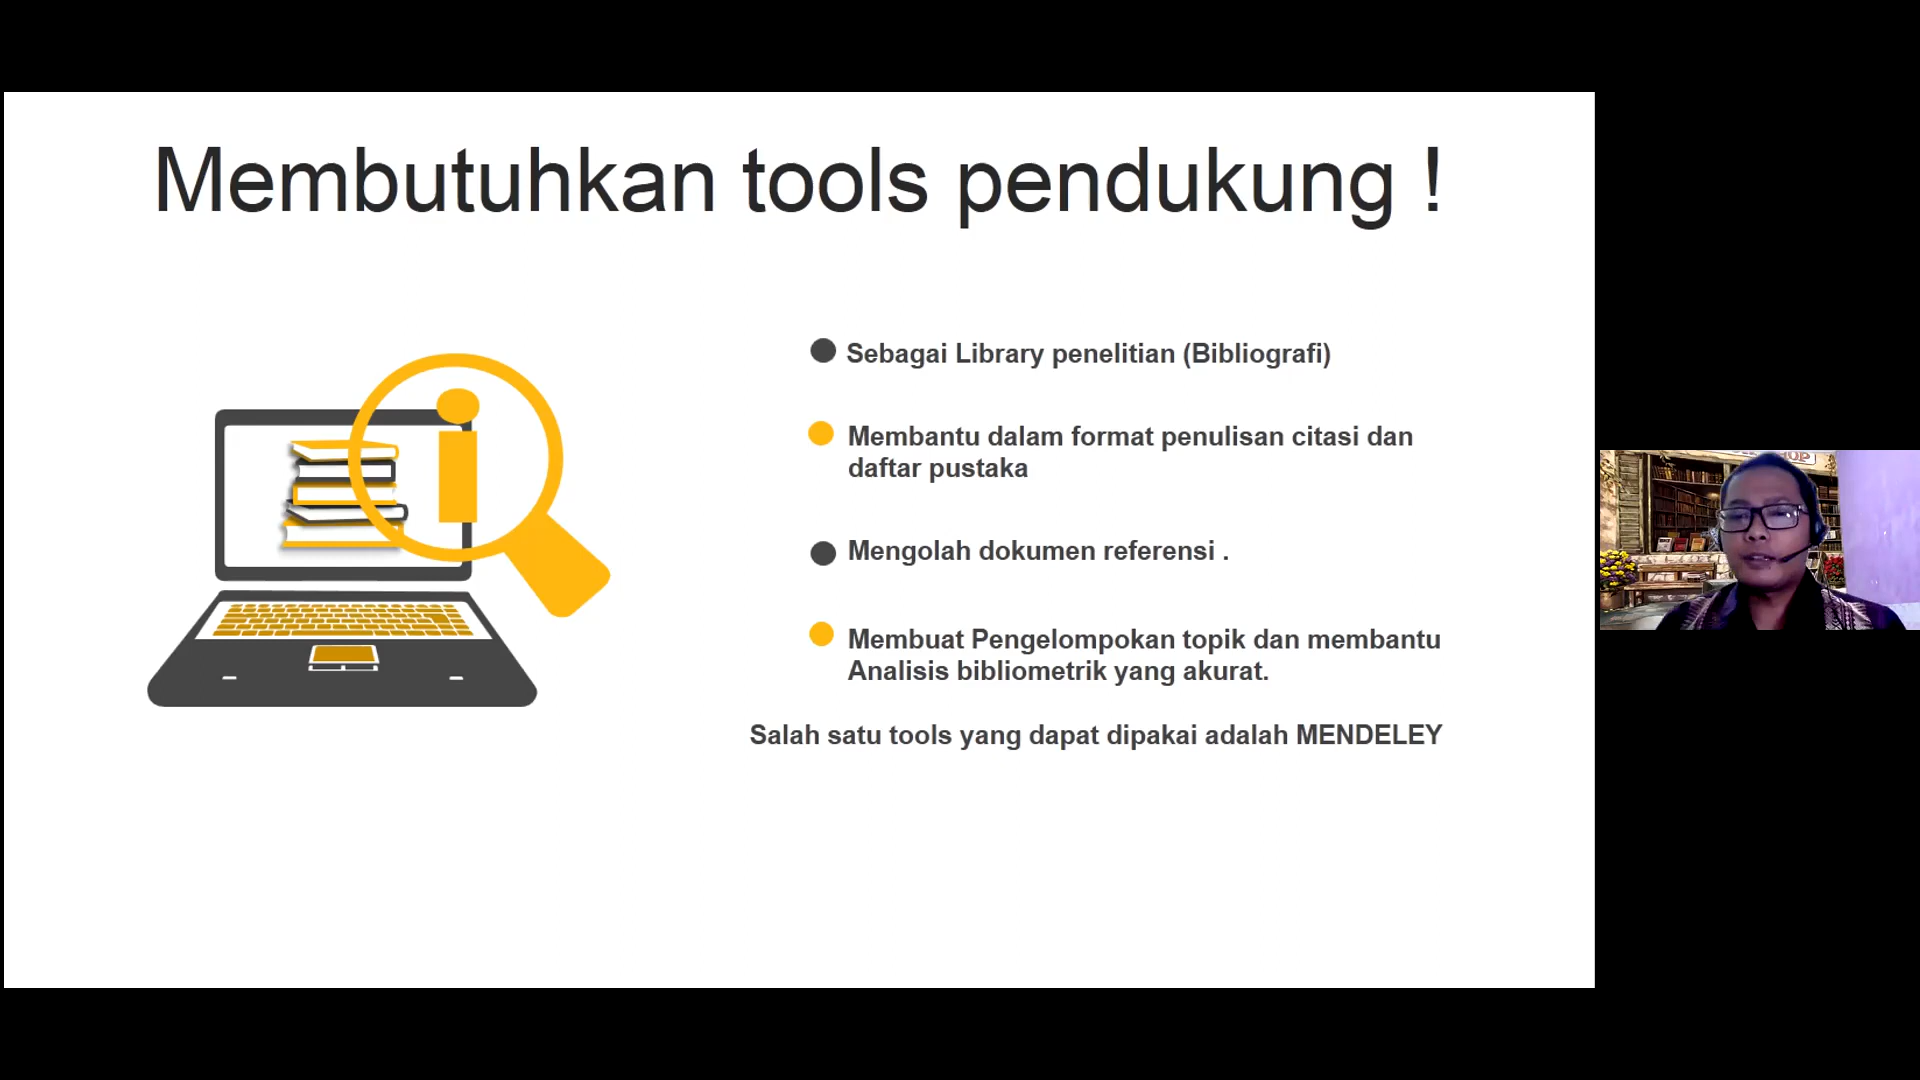 Membutuhkan tools pendukung !
Sebagai Library penelitian (Bibliografi)
Membantu dalam format penulisan citasi dan
daftar pustaka
Mengolah dokumen referensi .
Membuat Pengelompokan topik dan membantu
Analisis bibliometrik yang akurat.
Salah satu tools yang dapat dipakai adalah MENDELEY